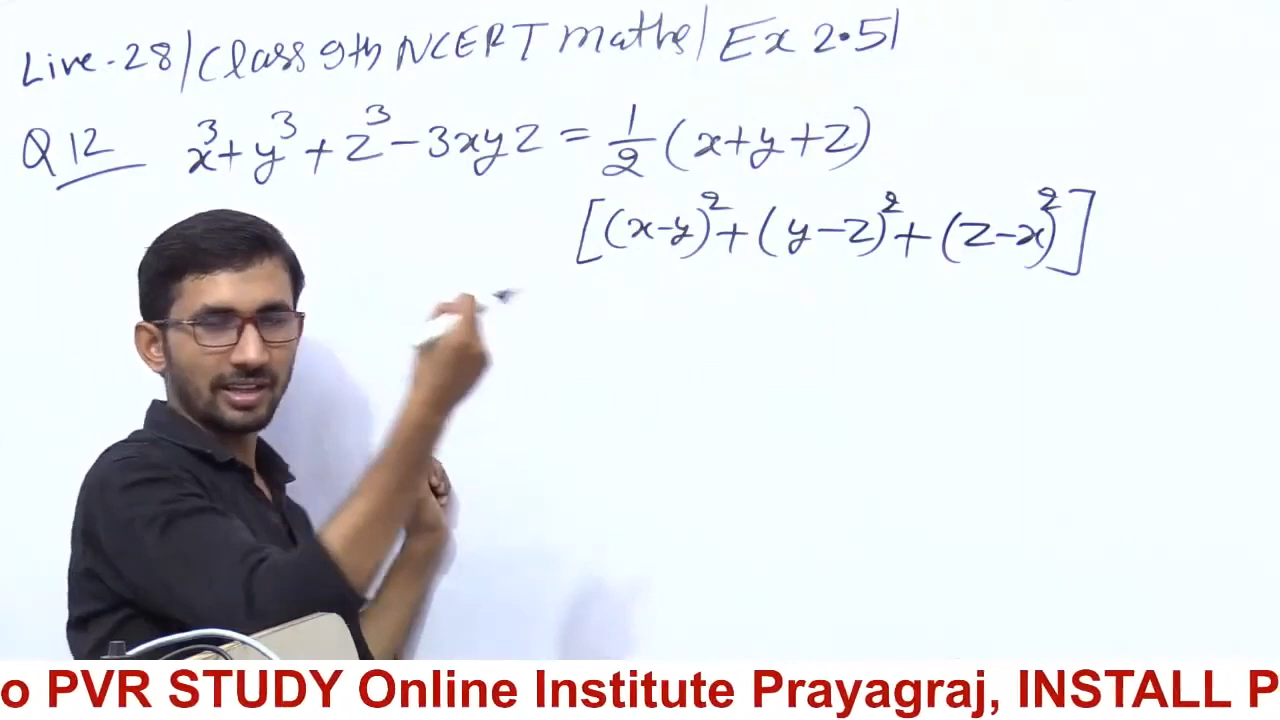 Live-28/Class 9th NCERT maths/Ex 2.5/
Q12 x³+y³+z³-3xyz = 1/2 (x+y+z)
[(x-y)²+(y-z)²+(z-x)²]
o PVR STUDY Online Institute Prayagraj, INSTALL P